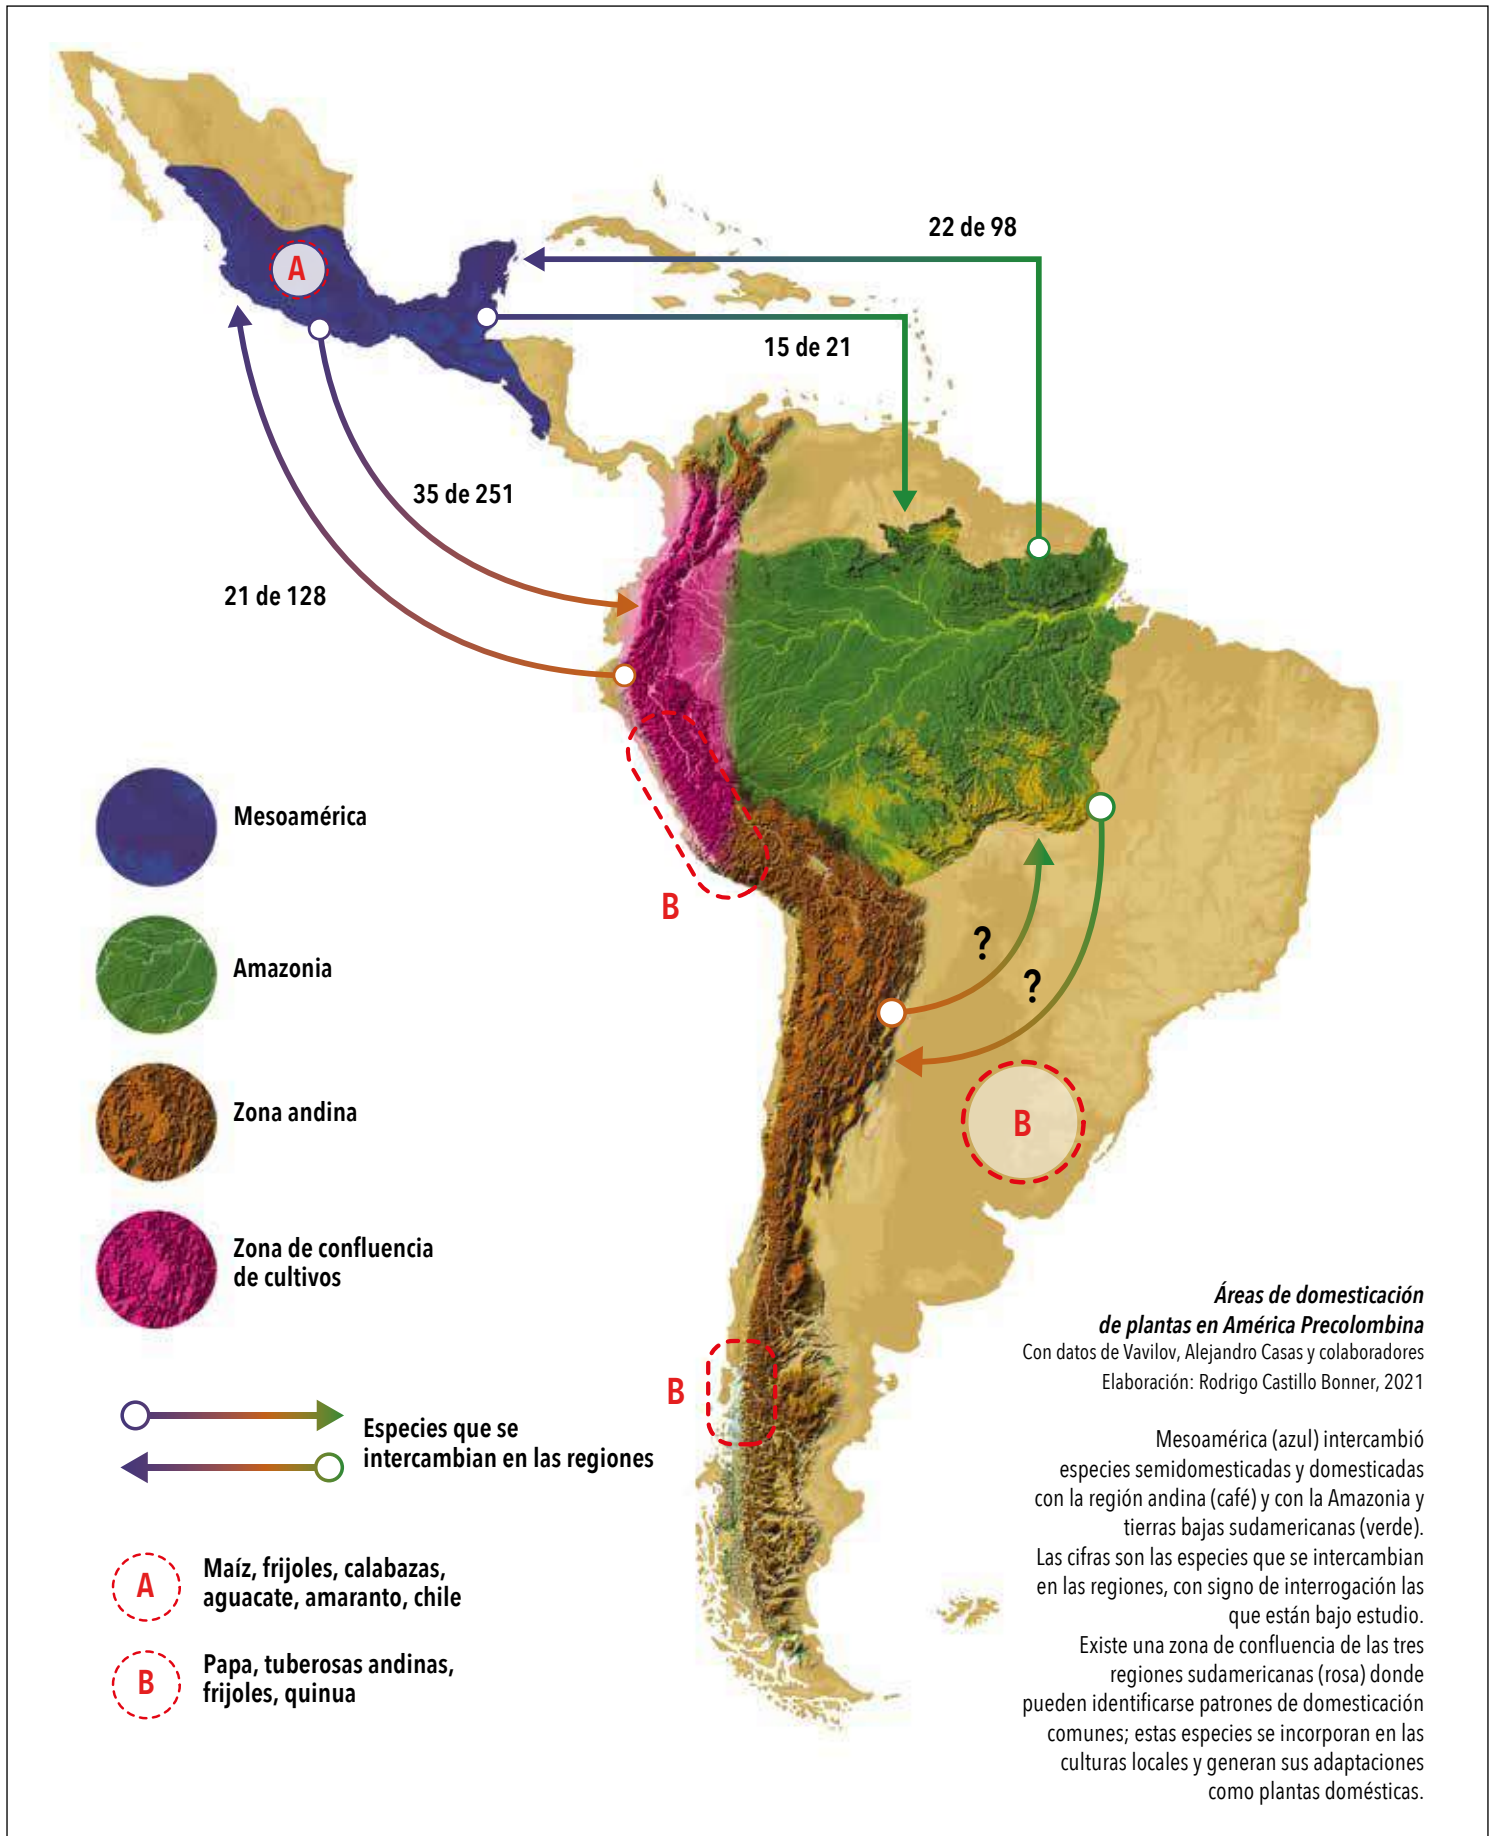 22 de 98
A
15 de 21
35 de 251
21 de 128
Mesoamérica
B
Amazonia
?
?
Zona andina
B
Zona de confluencia
de cultivos
Áreas de domesticación
de plantas en América Precolombina
Con datos de Vavilov, Alejandro Casas y colaboradores
Elaboración: Rodrigo Castillo Bonner, 2021
B
Especies que se
intercambian en las regiones
Mesoamérica (azul) intercambió
especies semidomesticadas y domesticadas
con la región andina (café) y con la Amazonia y
tierras bajas sudamericanas (verde).
Las cifras son las especies que se intercambian
en las regiones, con signo de interrogación las
que están bajo estudio.
Existe una zona de confluencia de las tres
regiones sudamericanas (rosa) donde
pueden identificarse patrones de domesticación
comunes; estas especies se incorporan en las
culturas locales y generan sus adaptaciones
como plantas domésticas.
A
Maíz, frijoles, calabazas,
aguacate, amaranto, chile
B
Papa, tuberosas andinas,
frijoles, quinua